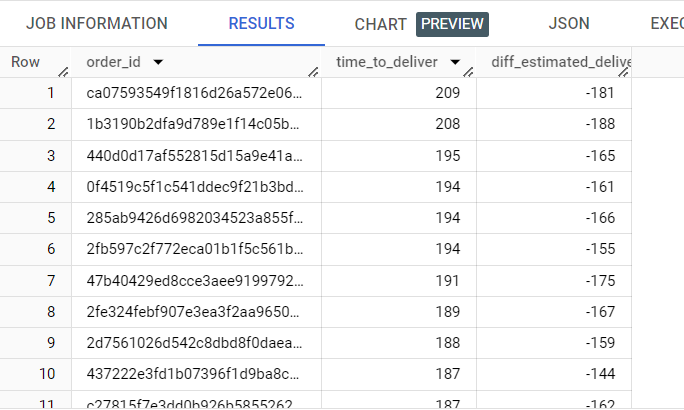 JOB INFORMATION RESULTS CHART PREVIEW JSON EXEC
Row order_id time_to_deliver diff_estimated_delive
1 ca07593549f1816d26a572e06... 209 -181
2 1b3190b2dfa9d789e1f14c05b... 208 -188
3 440d0d17af552815d15a9e41a... 195 -165
4 0f4519c5f1c541ddec9f21b3bd... 194 -161
5 285ab9426d6982034523a855f... 194 -166
6 2fb597c2f772eca01b1f5c561b... 194 -155
7 47b40429ed8cce3aee9199792... 191 -175
8 2fe324febf907e3ea3f2aa9650... 189 -167
9 2d7561026d542c8dbd8f0daea... 188 -159
10 437222e3fd1b07396f1d9ba8c... 187 -144
11 c27815f7e3dd0b926b5855262... 187 -162